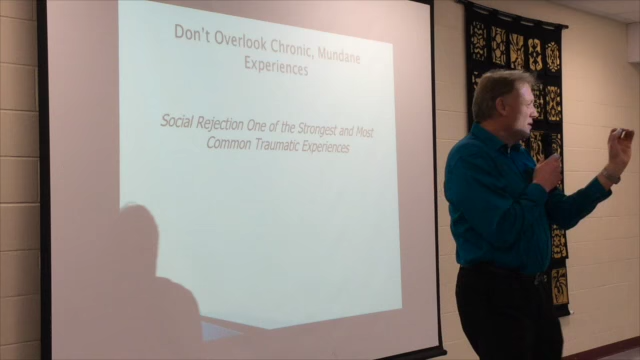 Don't Overlook Chronic, Mundane
Experiences
Social Rejection One of the Strongest and Most
Common Traumatic Experiences